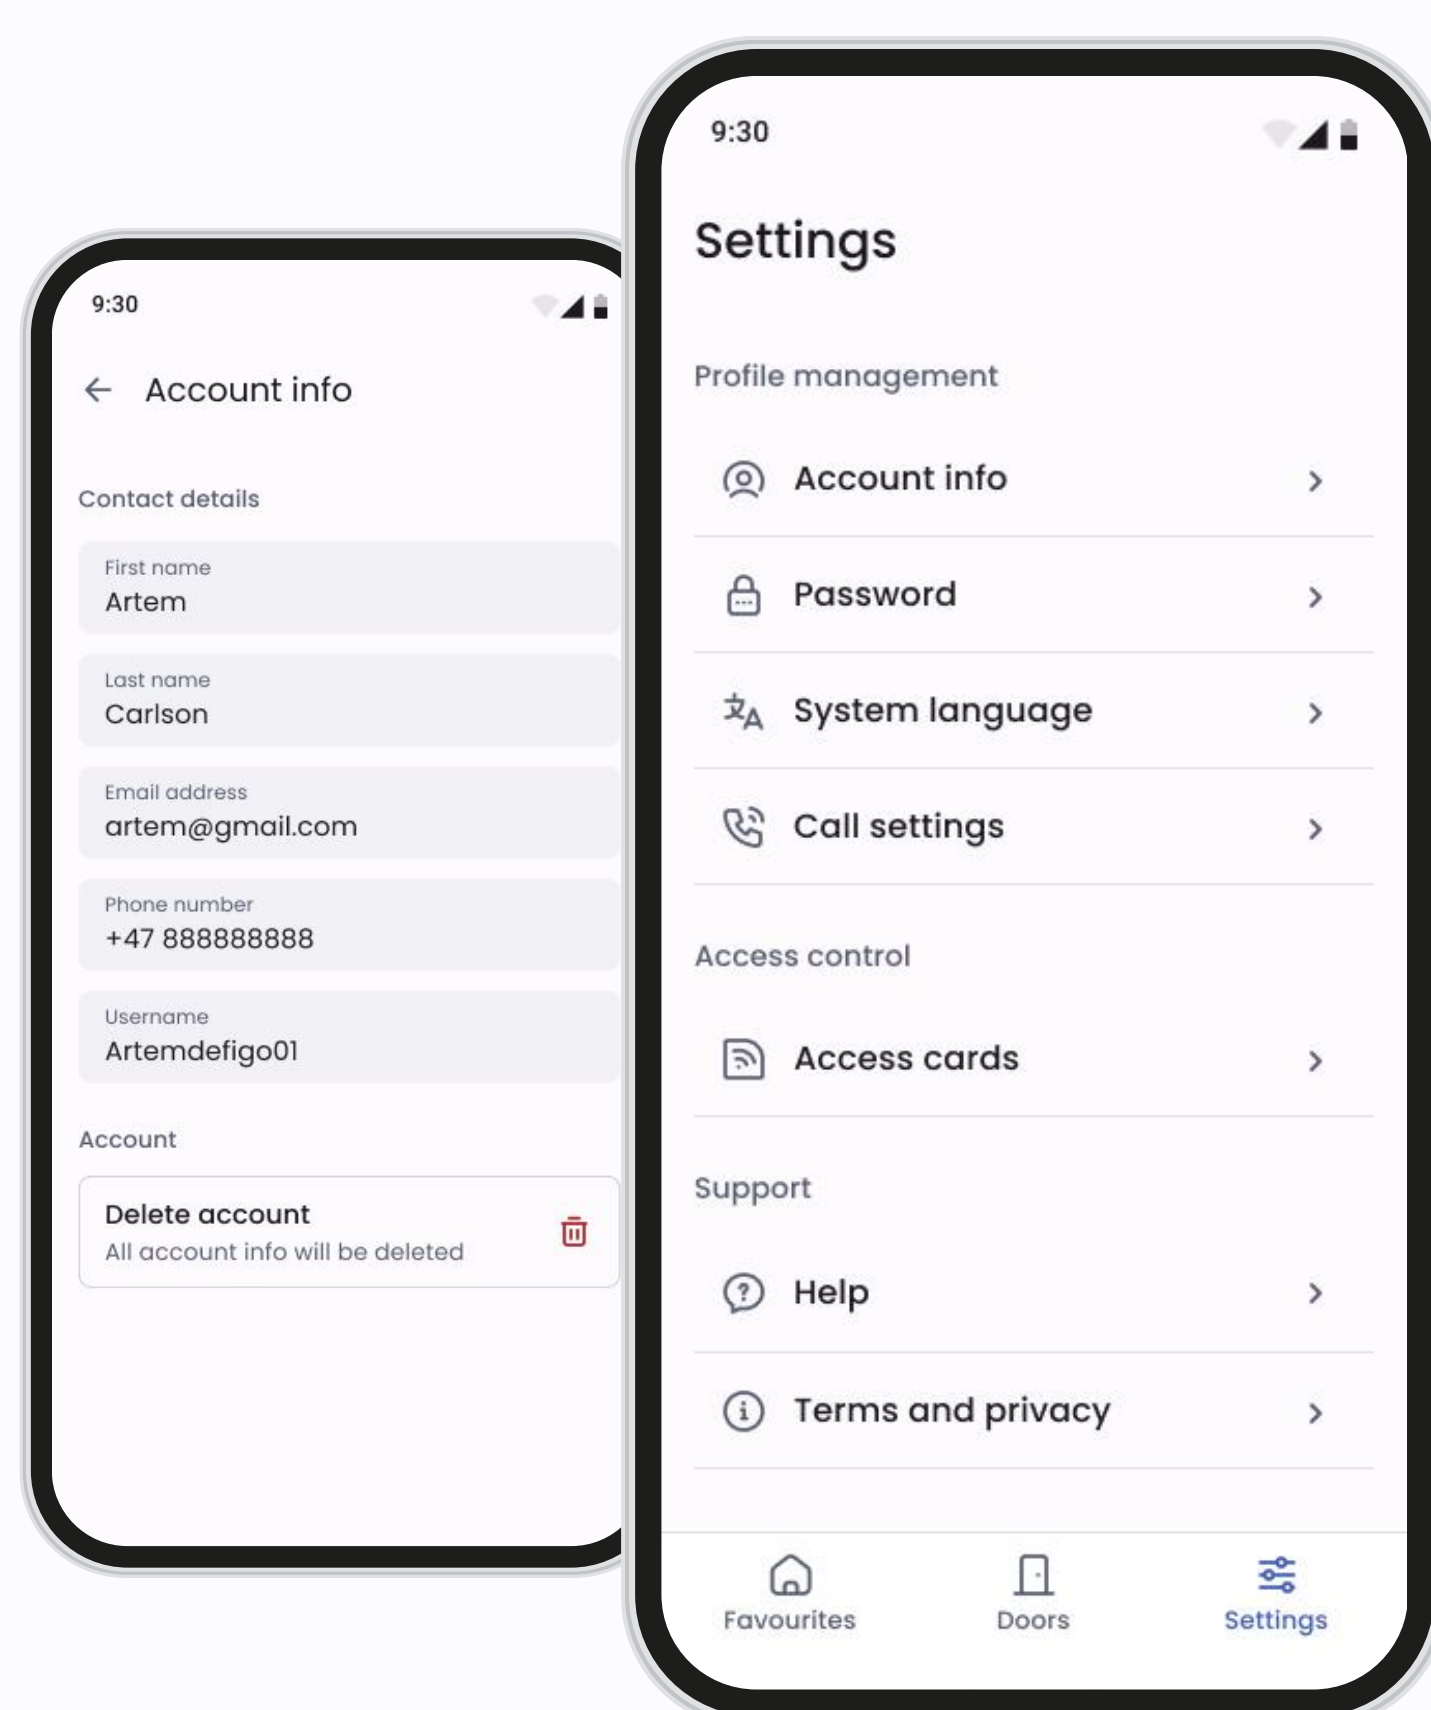 9:30
Account info
Contact details
First name
Artem
Last name
Carlson
Email address
artem@gmail.com
Phone number
+47 888888888
Username
Artemdefigo01
Account
Delete account
All account info will be deleted
9:30
Settings
Profile management
Account info
Password
System language
Call settings
Access control
Access cards
Support
Help
Terms and privacy
Favourites
Doors
Settings